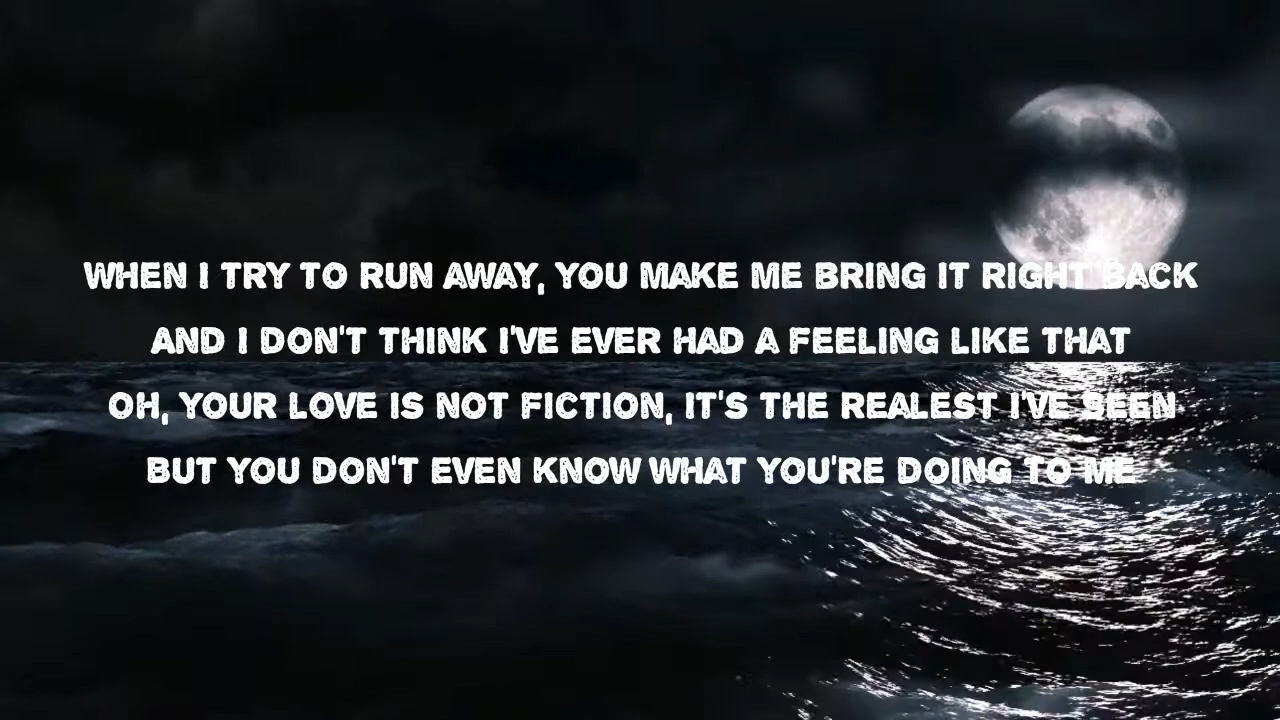 WHEN I TRY TO RUN AWAY, YOU MAKE ME BRING IT RIGHT BACK
AND I DON'T THINK I'VE EVER HAD A FEELING LIKE THAT
OH, YOUR LOVE IS NOT FICTION, IT'S THE REALEST I'VE SEEN
BUT YOU DON'T EVEN KNOW WHAT YOU'RE DOING TO ME